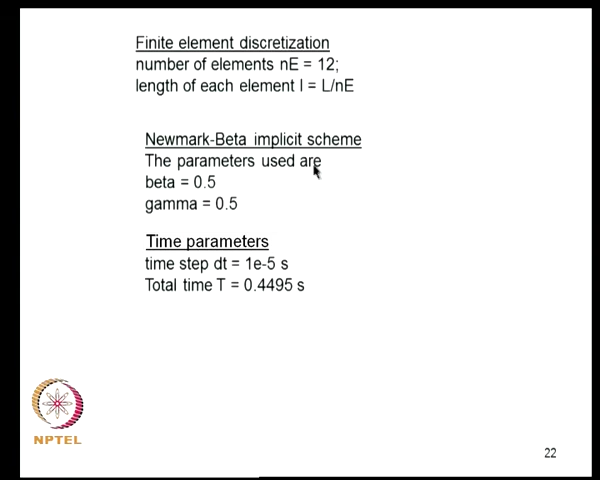 Finite element discretization
number of elements nE = 12;
length of each element l = L/nE
Newmark-Beta implicit scheme
The parameters used are
beta = 0.5
gamma = 0.5
Time parameters
time step dt = 1e-5 s
Total time T = 0.4495 s
NPTEL
22